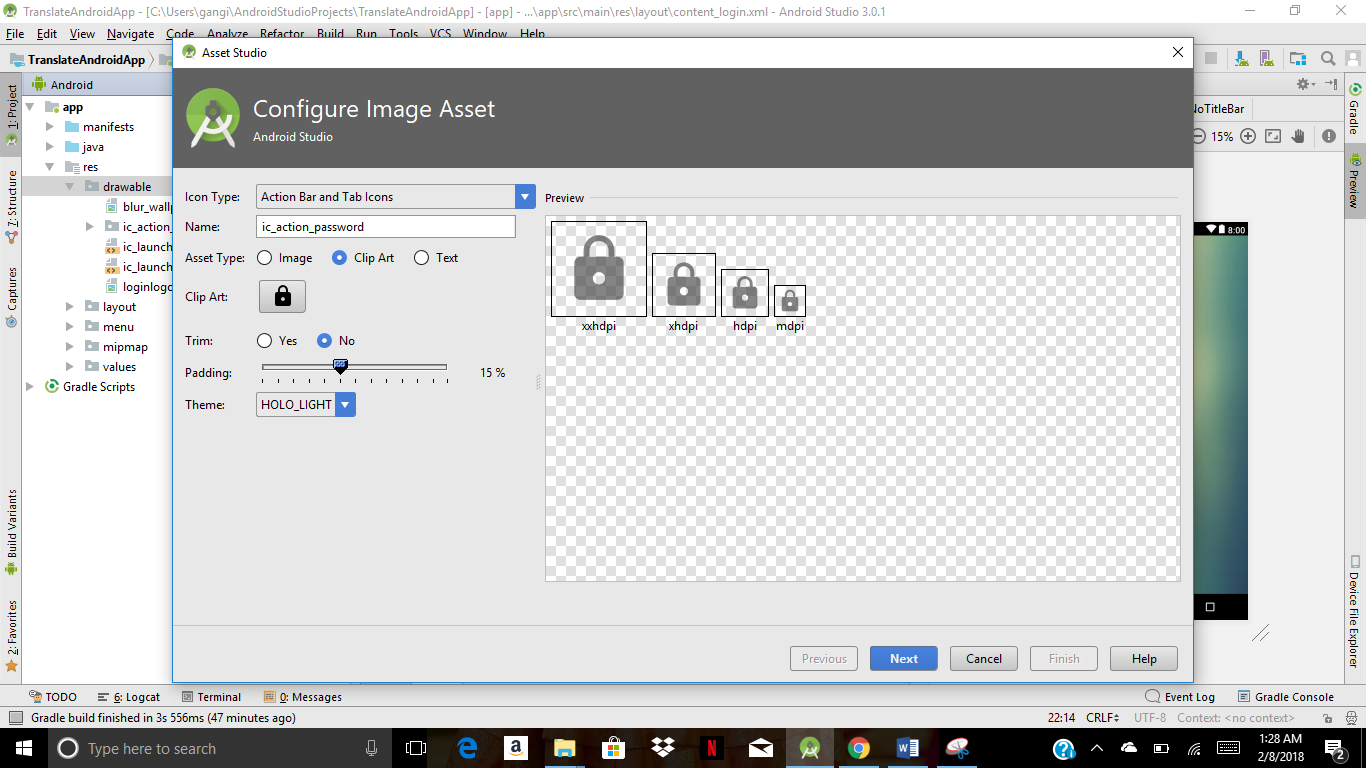 TranslateAndroidApp - [C:\Users\gangi\AndroidStudioProjects\TranslateAndroidApp] - [app] - ...\app\src\main\res\layout\content_login.xml - Android Studio 3.0.1
File Edit View Navigate Code Analyze Refactor Build Run Tools VCS Window Help
TranslateAndroidApp
Asset Studio
Configure Image Asset
Android Studio
Android
app
manifests
java
res
drawable
blur_wallp
ic_action_
ic_launch
ic_launch
loginlogo
layout
menu
mipmap
values
Gradle Scripts
1: Project
7: Structure
Captures
Build Variants
2: Favorites
Icon Type: Action Bar and Tab Icons
Name: ic_action_password
Asset Type: Image Clip Art Text
Clip Art:
Trim: Yes No
Padding: 15 %
Theme: HOLO_LIGHT
Preview
xxhdpi xhdpi hdpi mdpi
Previous Next Cancel Finish Help
NoTitleBar
15%
8:00
Gradle
Preview
Device File Explorer
TODO 6: Logcat Terminal 0: Messages Event Log Gradle Console
Gradle build finished in 3s 556ms (47 minutes ago) 22:14 CRLF UTF-8 Context: <no context>
Type here to search
1:28 AM
2/8/2018
2